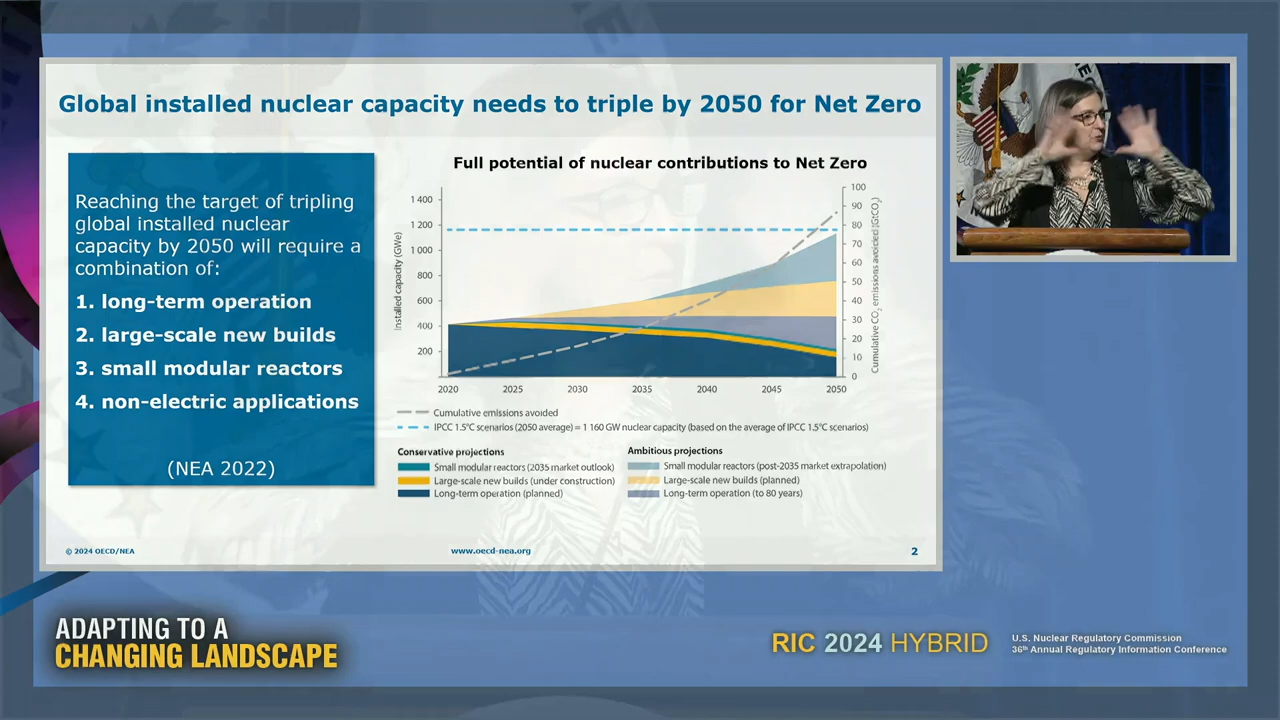 Global installed nuclear capacity needs to triple by 2050 for Net Zero
Reaching the target of tripling
global installed nuclear
capacity by 2050 will require a
combination of:
1. long-term operation
2. large-scale new builds
3. small modular reactors
4. non-electric applications
(NEA 2022)
Full potential of nuclear contributions to Net Zero
Installed capacity (GWe)
1 400
1 200
1 000
800
600
400
200
2020
2025
2030
2035
2040
2045
2050
100
90
80
70
60
50
40
30
20
10
0
Cumulative CO2 emissions avoided (GtCO2)
Cumulative emissions avoided
IPCC 1.5°C scenarios (2050 average) = 1 160 GW nuclear capacity (based on the average of IPCC 1.5°C scenarios)
Conservative projections
Small modular reactors (2035 market outlook)
Large-scale new builds (under construction)
Long-term operation (planned)
Ambitious projections
Small modular reactors (post-2035 market extrapolation)
Large-scale new builds (planned)
Long-term operation (to 80 years)
© 2024 OECD/NEA
www.oecd-nea.org
2
ADAPTING TO A
CHANGING LANDSCAPE
RIC 2024 HYBRID
U.S. Nuclear Regulatory Commission
36th Annual Regulatory Information Conference